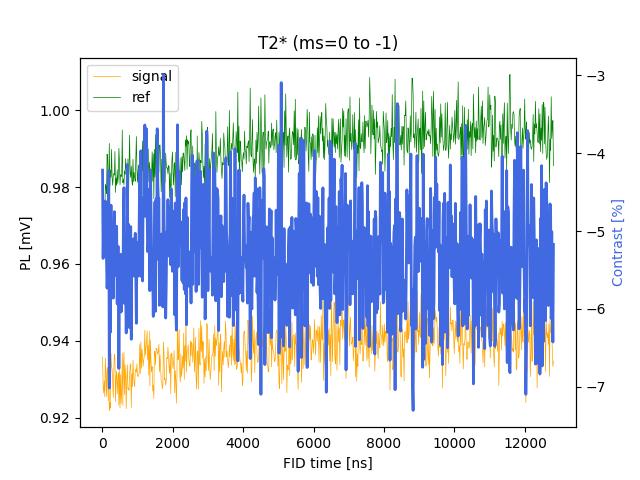 T2* (ms=0 to -1)
signal
ref
PL [mV]
1.00
0.98
0.96
0.94
0.92
−3
−4
−5
−6
−7
Contrast [%]
0 2000 4000 6000 8000 10000 12000
FID time [ns]